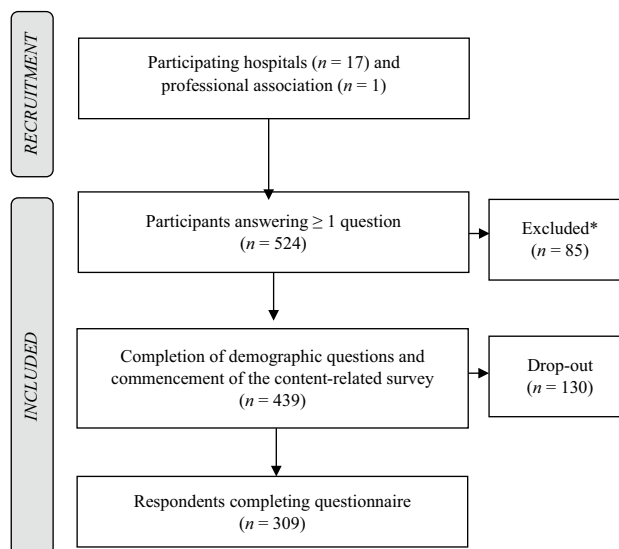 RECRUITMENT
Participating hospitals (n = 17) and
professional association (n = 1)
INCLUDED
Participants answering ≥ 1 question
(n = 524)
Excluded*
(n = 85)
Completion of demographic questions and
commencement of the content-related survey
(n = 439)
Drop-out
(n = 130)
Respondents completing questionnaire
(n = 309)